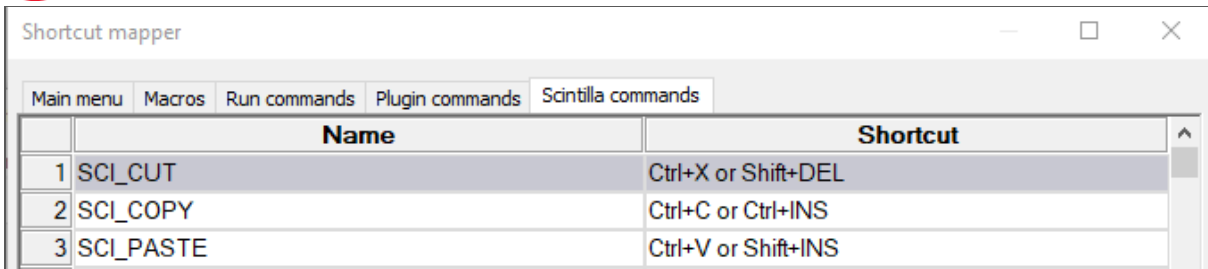 Shortcut mapper
Main menu Macros Run commands Plugin commands Scintilla commands
Name Shortcut
1 SCI_CUT Ctrl+X or Shift+DEL
2 SCI_COPY Ctrl+C or Ctrl+INS
3 SCI_PASTE Ctrl+V or Shift+INS